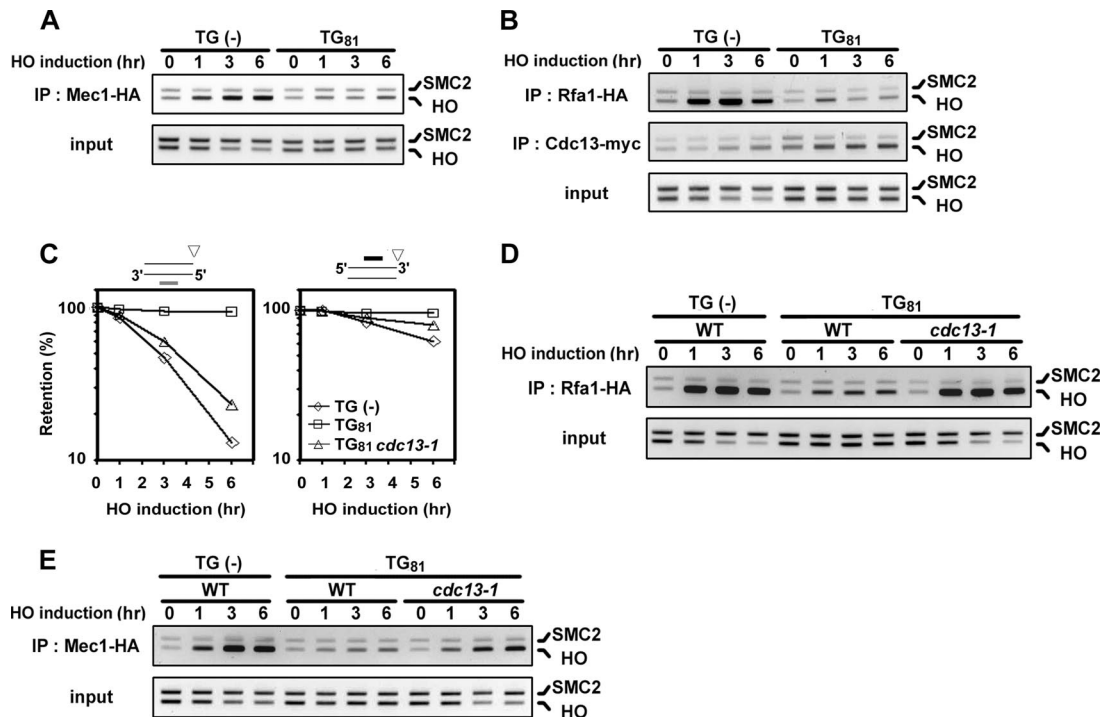 A
TG (-) TG81
HO induction (hr) 0 1 3 6 0 1 3 6
IP : Mec1-HA SMC2
HO
input SMC2
HO
B
TG (-) TG81
HO induction (hr) 0 1 3 6 0 1 3 6
IP : Rfa1-HA SMC2
HO
IP : Cdc13-myc SMC2
HO
input SMC2
HO
C
3' 5'
5' 3'
Retention (%)
100
10
0 1 2 3 4 5 6
HO induction (hr)
100
10
TG (-)
TG81
TG81 cdc13-1
0 1 2 3 4 5 6
HO induction (hr)
D
TG (-) TG81
WT WT cdc13-1
HO induction (hr) 0 1 3 6 0 1 3 6 0 1 3 6
IP : Rfa1-HA SMC2
HO
input SMC2
HO
E
TG (-) TG81
WT WT cdc13-1
HO induction (hr) 0 1 3 6 0 1 3 6 0 1 3 6
IP : Mec1-HA SMC2
HO
input SMC2
HO